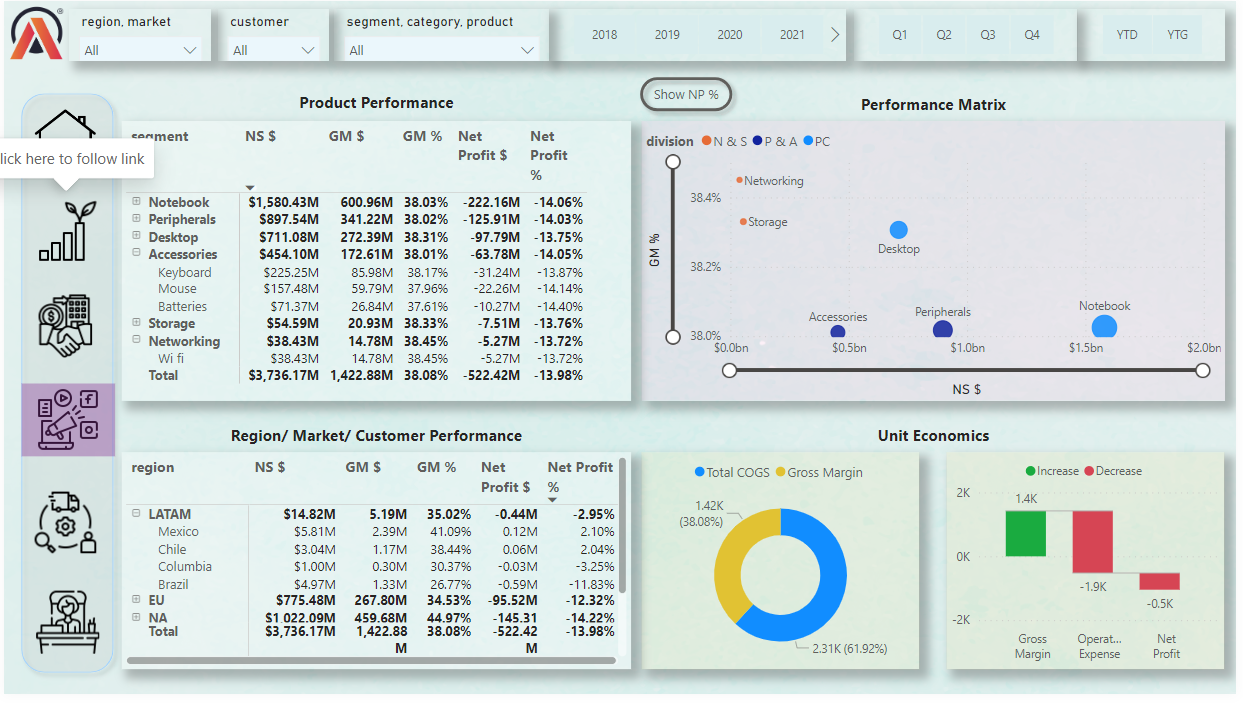 region, market
All
customer
All
segment, category, product
All
2018 2019 2020 2021
Q1 Q2 Q3 Q4
YTD YTG
lick here to follow link
Product Performance
segment NS $ GM $ GM % Net Profit $ Net Profit %
Notebook $1,580.43M 600.96M 38.03% -222.16M -14.06%
Peripherals $897.54M 341.22M 38.02% -125.91M -14.03%
Desktop $711.08M 272.39M 38.31% -97.79M -13.75%
Accessories $454.10M 172.61M 38.01% -63.78M -14.05%
Keyboard $225.25M 85.98M 38.17% -31.24M -13.87%
Mouse $157.48M 59.79M 37.96% -22.26M -14.14%
Batteries $71.37M 26.84M 37.61% -10.27M -14.40%
Storage $54.59M 20.93M 38.33% -7.51M -13.76%
Networking $38.43M 14.78M 38.45% -5.27M -13.72%
Wi fi $38.43M 14.78M 38.45% -5.27M -13.72%
Total $3,736.17M 1,422.88M 38.08% -522.42M -13.98%
Show NP %
Performance Matrix
division N & S P & A PC
GM %
38.4%
38.2%
38.0%
Networking
Storage
Desktop
Accessories
Peripherals
Notebook
$0.0bn $0.5bn $1.0bn $1.5bn $2.0bn
NS $
Region/ Market/ Customer Performance
region NS $ GM $ GM % Net Profit $ Net Profit %
LATAM $14.82M 5.19M 35.02% -0.44M -2.95%
Mexico $5.81M 2.39M 41.09% 0.12M 2.10%
Chile $3.04M 1.17M 38.44% 0.06M 2.04%
Columbia $1.00M 0.30M 30.37% -0.03M -3.25%
Brazil $4.97M 1.33M 26.77% -0.59M -11.83%
EU $775.48M 267.80M 34.53% -95.52M -12.32%
NA $1,022.09M 459.68M 44.97% -145.31 -14.22%
Total $3,736.17M 1,422.88 38.08% -522.42 -13.98%
M M
Unit Economics
Total COGS Gross Margin
1.42K
(38.08%)
2.31K (61.92%)
Increase Decrease
2K
0K
-2K
1.4K
-1.9K
-0.5K
Gross Margin
Operat... Expense
Net Profit